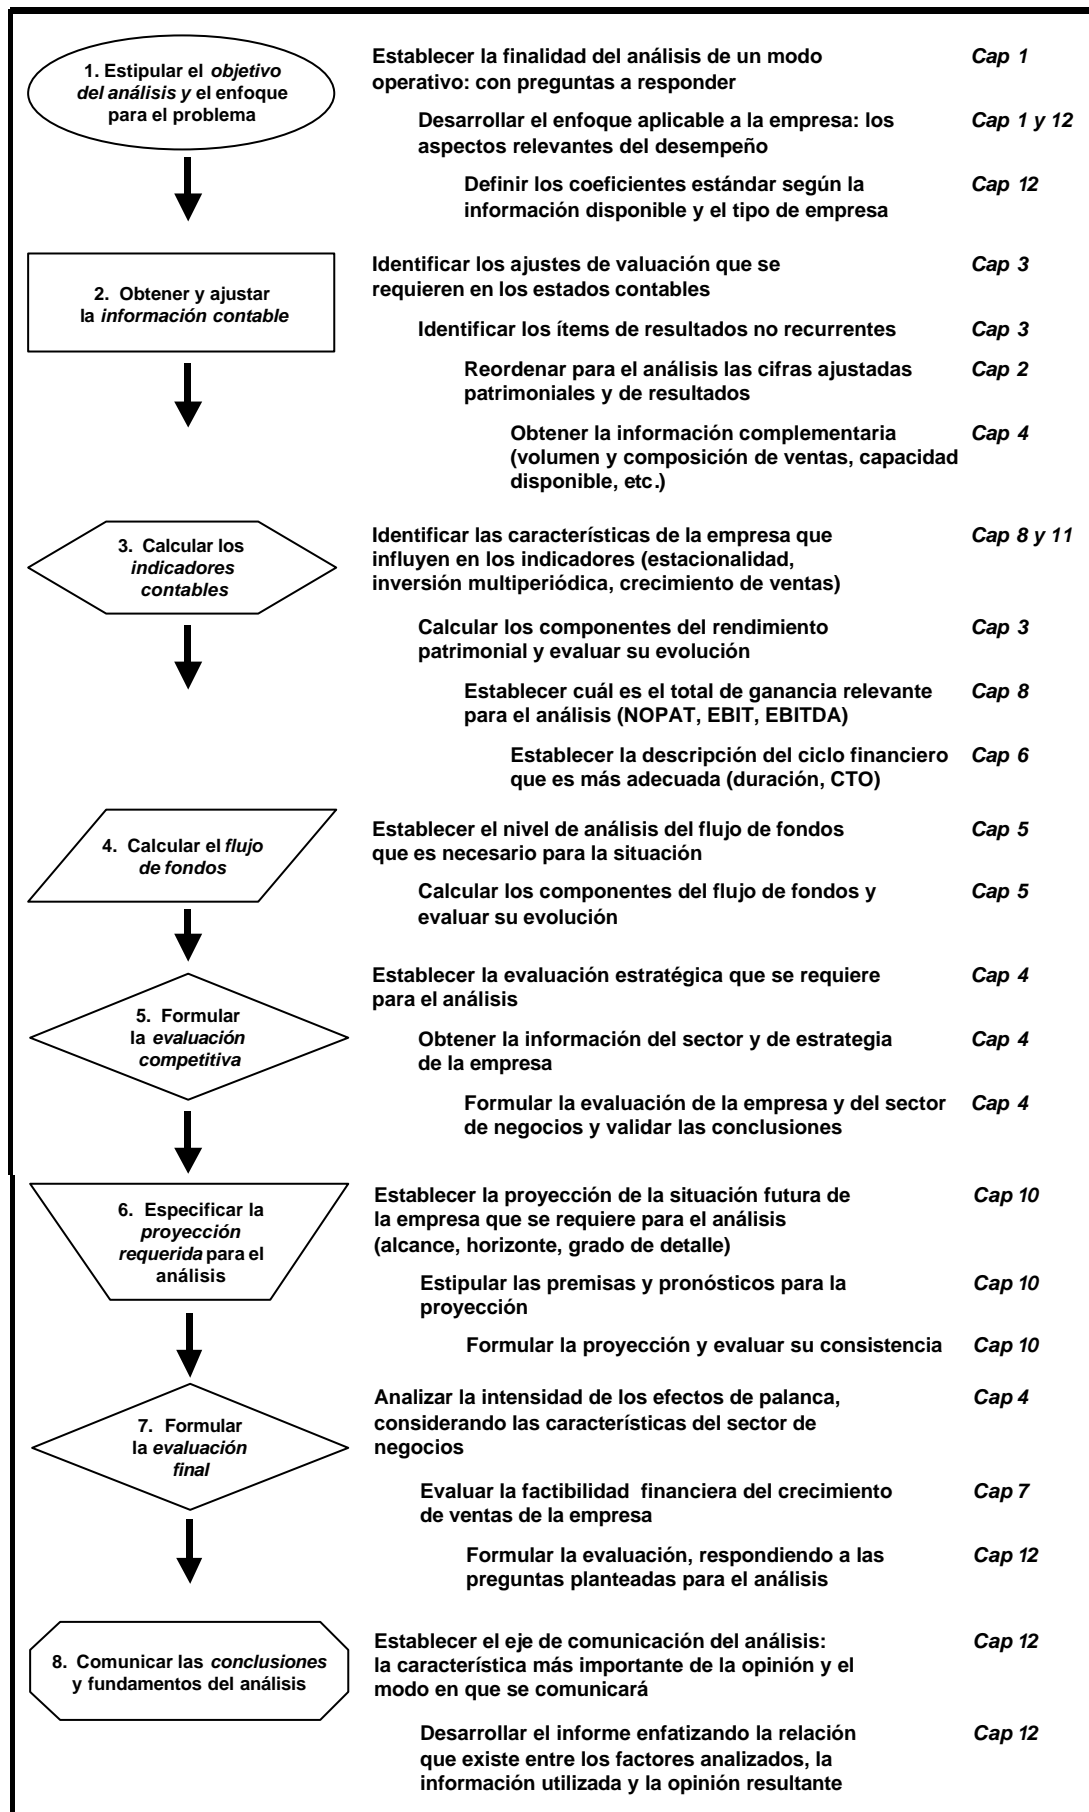 1. Estipular el objetivo
del análisis y el enfoque
para el problema
Establecer la finalidad del análisis de un modo
operativo: con preguntas a responder
Cap 1
Desarrollar el enfoque aplicable a la empresa: los
aspectos relevantes del desempeño
Cap 1 y 12
Definir los coeficientes estándar según la
información disponible y el tipo de empresa
Cap 12
2. Obtener y ajustar
la información contable
Identificar los ajustes de valuación que se
requieren en los estados contables
Cap 3
Identificar los ítems de resultados no recurrentes
Cap 3
Reordenar para el análisis las cifras ajustadas
patrimoniales y de resultados
Cap 2
Obtener la información complementaria
(volumen y composición de ventas, capacidad
disponible, etc.)
Cap 4
3. Calcular los
indicadores
contables
Identificar las características de la empresa que
influyen en los indicadores (estacionalidad,
inversión multiperiódica, crecimiento de ventas)
Cap 8 y 11
Calcular los componentes del rendimiento
patrimonial y evaluar su evolución
Cap 3
Establecer cuál es el total de ganancia relevante
para el análisis (NOPAT, EBIT, EBITDA)
Cap 8
Establecer la descripción del ciclo financiero
que es más adecuada (duración, CTO)
Cap 6
4. Calcular el flujo
de fondos
Establecer el nivel de análisis del flujo de fondos
que es necesario para la situación
Cap 5
Calcular los componentes del flujo de fondos y
evaluar su evolución
Cap 5
5. Formular
la evaluación
competitiva
Establecer la evaluación estratégica que se requiere
para el análisis
Cap 4
Obtener la información del sector y de estrategia
de la empresa
Cap 4
Formular la evaluación de la empresa y del sector
de negocios y validar las conclusiones
Cap 4
6. Especificar la
proyección
requerida para el
análisis
Establecer la proyección de la situación futura de
la empresa que se requiere para el análisis
(alcance, horizonte, grado de detalle)
Cap 10
Estipular las premisas y pronósticos para la
proyección
Cap 10
Formular la proyección y evaluar su consistencia
Cap 10
7. Formular
la evaluación
final
Analizar la intensidad de los efectos de palanca,
considerando las características del sector de
negocios
Cap 4
Evaluar la factibilidad financiera del crecimiento
de ventas de la empresa
Cap 7
Formular la evaluación, respondiendo a las
preguntas planteadas para el análisis
Cap 12
8. Comunicar las conclusiones
y fundamentos del análisis
Establecer el eje de comunicación del análisis:
la característica más importante de la opinión y el
modo en que se comunicará
Cap 12
Desarrollar el informe enfatizando la relación
que existe entre los factores analizados, la
información utilizada y la opinión resultante
Cap 12